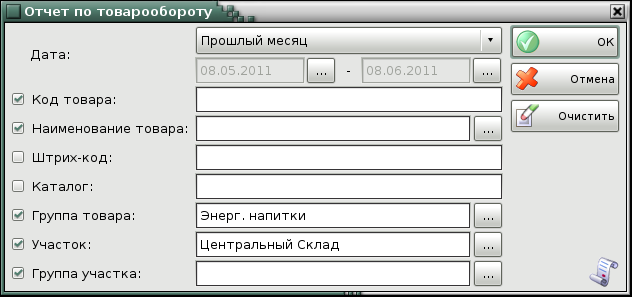 Отчет по товарообороту
Дата: Прошлый месяц
08.05.2011 ... - 08.06.2011 ...
Код товара:
Наименование товара: ...
Штрих-код:
Каталог:
Группа товара: Энерг. напитки ...
Участок: Центральный Склад ...
Группа участка: ...
ОК
Отмена
Очистить